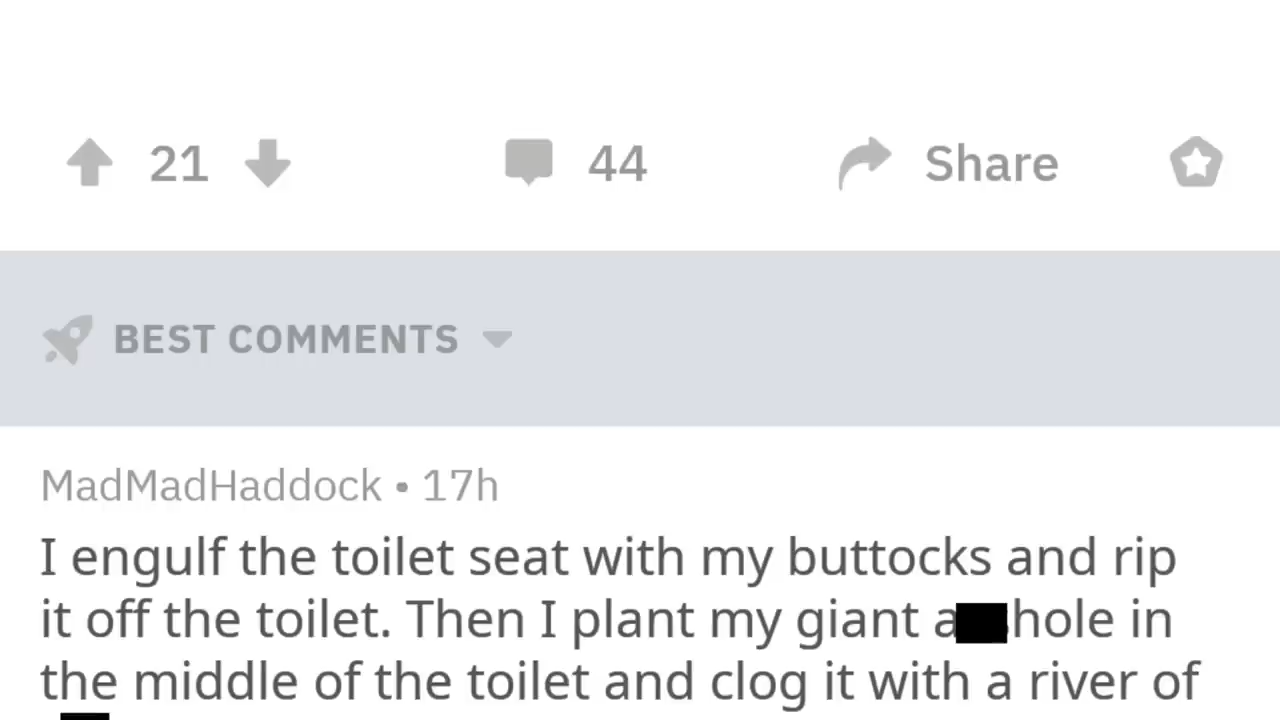 21 44 Share
BEST COMMENTS
MadMadHaddock • 17h
I engulf the toilet seat with my buttocks and rip
it off the toilet. Then I plant my giant a hole in
the middle of the toilet and clog it with a river of